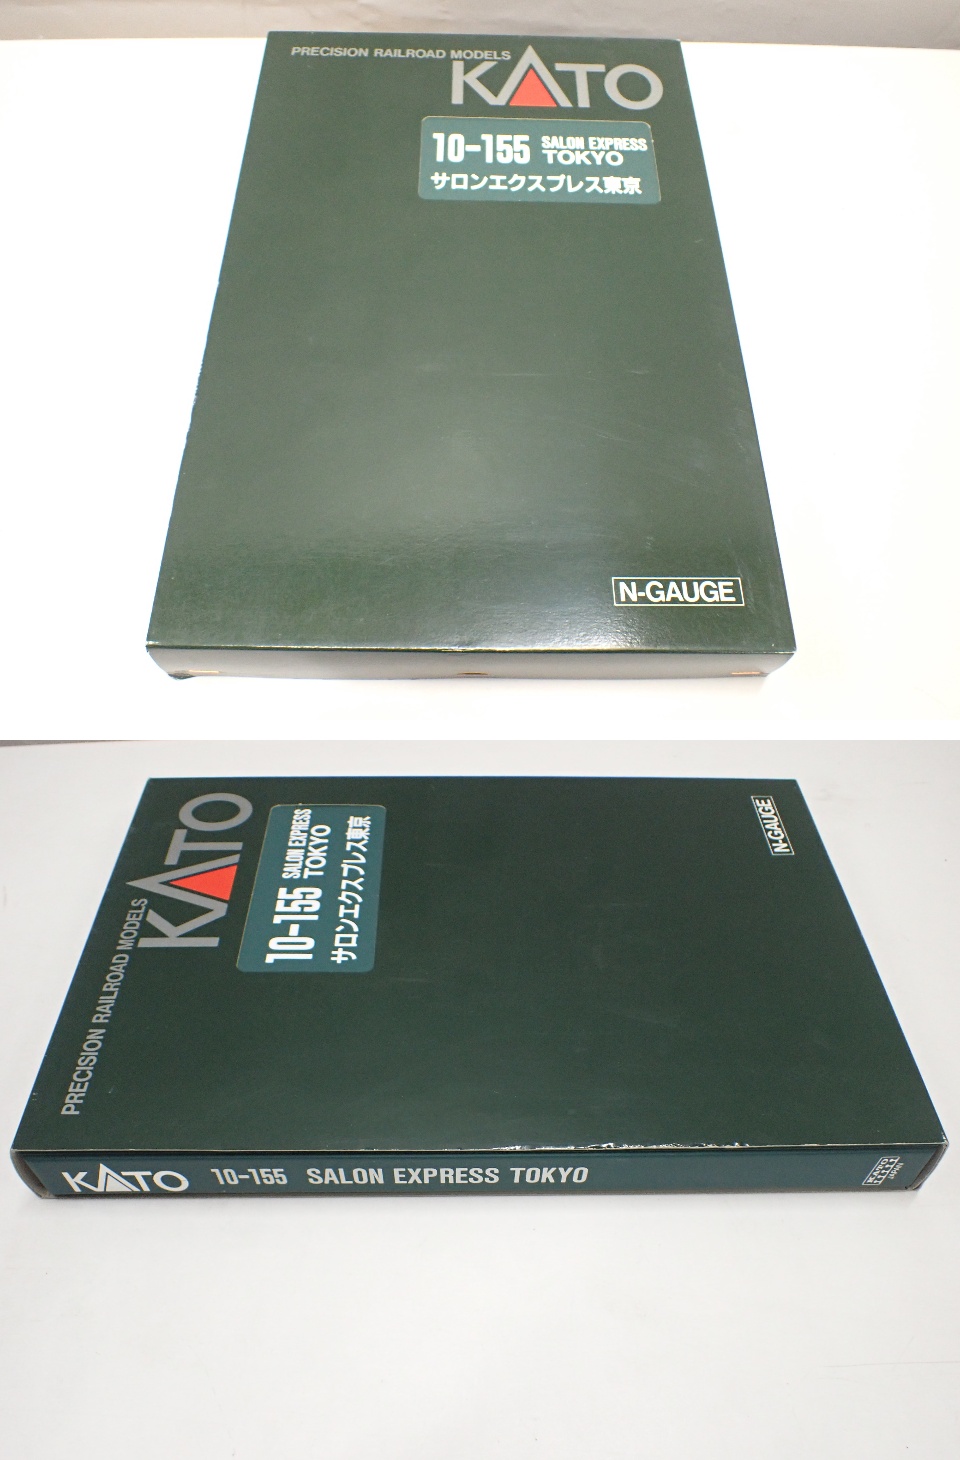 PRECISION RAILROAD MODELS
KATO
10-155 SALON EXPRESS
TOKYO
サロンエクスプレス東京
N-GAUGE
PRECISION RAILROAD MODELS
KATO
10-155 SALON EXPRESS
TOKYO
サロンエクスプレス東京
N-GAUGE
KATO 10-155 SALON EXPRESS TOKYO
KATO
JAPAN